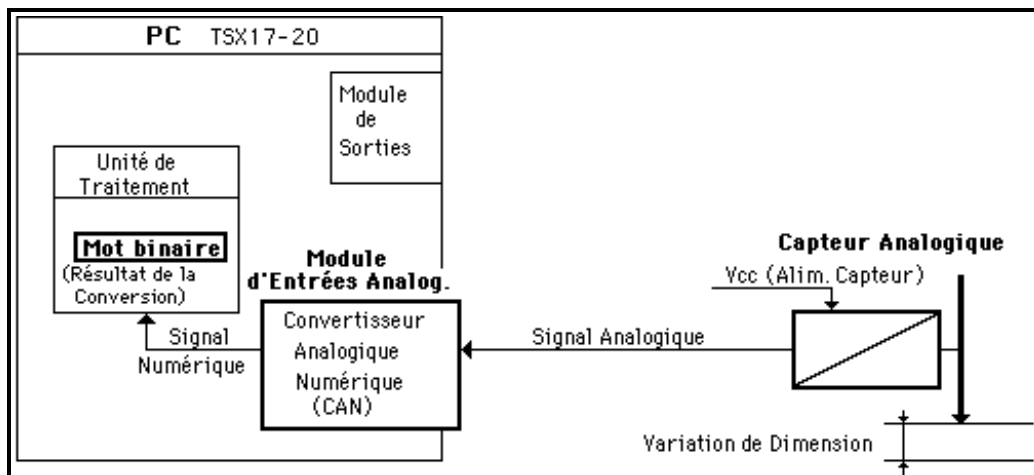 PC TSX17-20
Module
de
Sorties
Unité de
Traitement
Mot binaire
(Résultat de la
Conversion)
Signal
Numérique
Module
d'Entrées Analog.
Convertisseur
Analogique
Numérique
(CAN)
Signal Analogique
Capteur Analogique
Vcc (Alim. Capteur)
Variation de Dimension